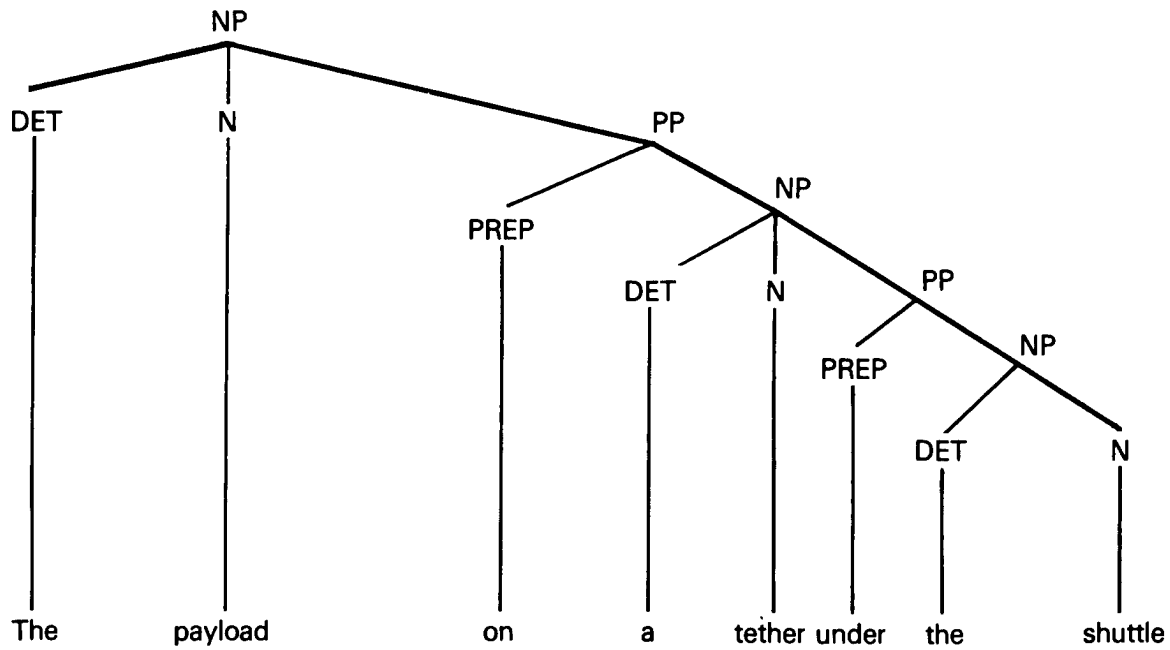 NP
DET N PP
NP
PREP
DET N PP
NP
PREP
DET N
The payload on a tether under the shuttle